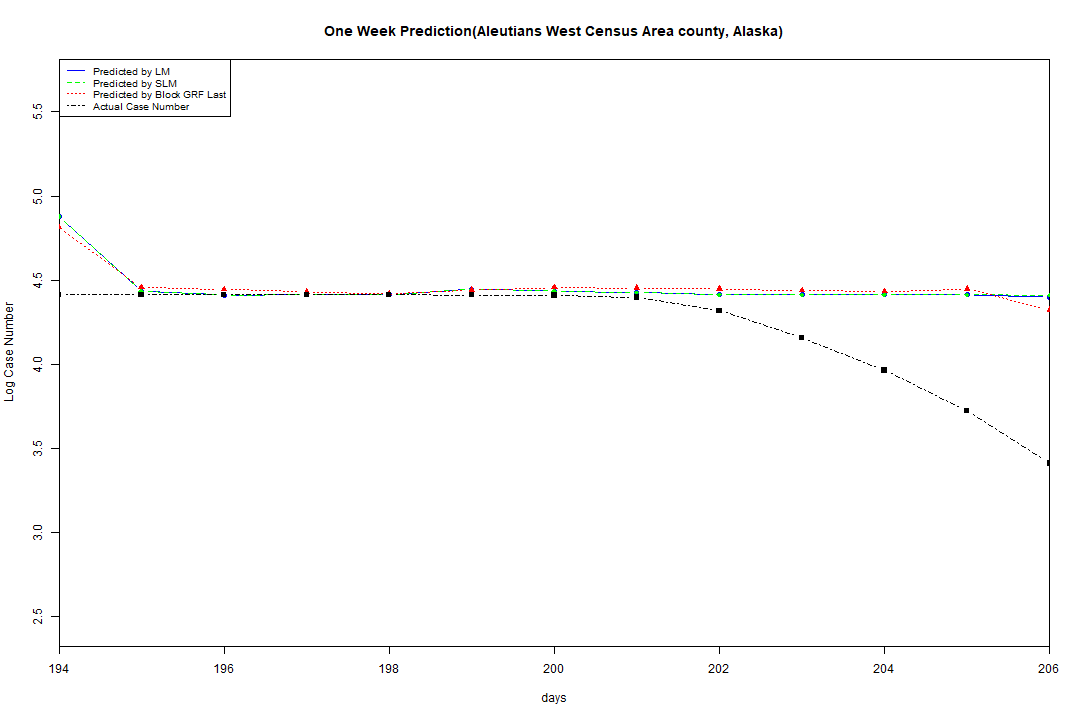 One Week Prediction(Aleutians West Census Area county, Alaska)
Predicted by LM
Predicted by SLM
Predicted by Block GRF Last
Actual Case Number
Log Case Number
5.5
5.0
4.5
4.0
3.5
3.0
2.5
194 196 198 200 202 204 206
days